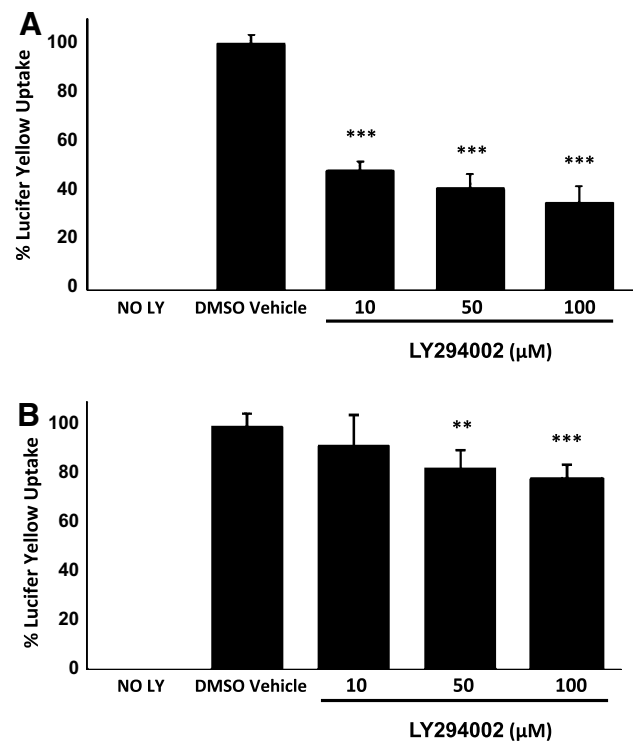 A
% Lucifer Yellow Uptake
100
80
60
40
20
0
***
***
***
NO LY
DMSO Vehicle
10
50
100
LY294002 (µM)
B
% Lucifer Yellow Uptake
100
80
60
40
20
0
**
***
NO LY
DMSO Vehicle
10
50
100
LY294002 (µM)